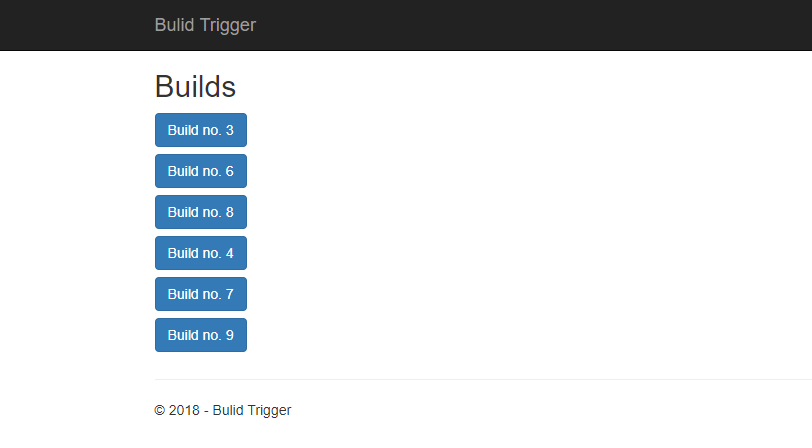 Bulid Trigger
Builds
Build no. 3
Build no. 6
Build no. 8
Build no. 4
Build no. 7
Build no. 9
© 2018 - Bulid Trigger